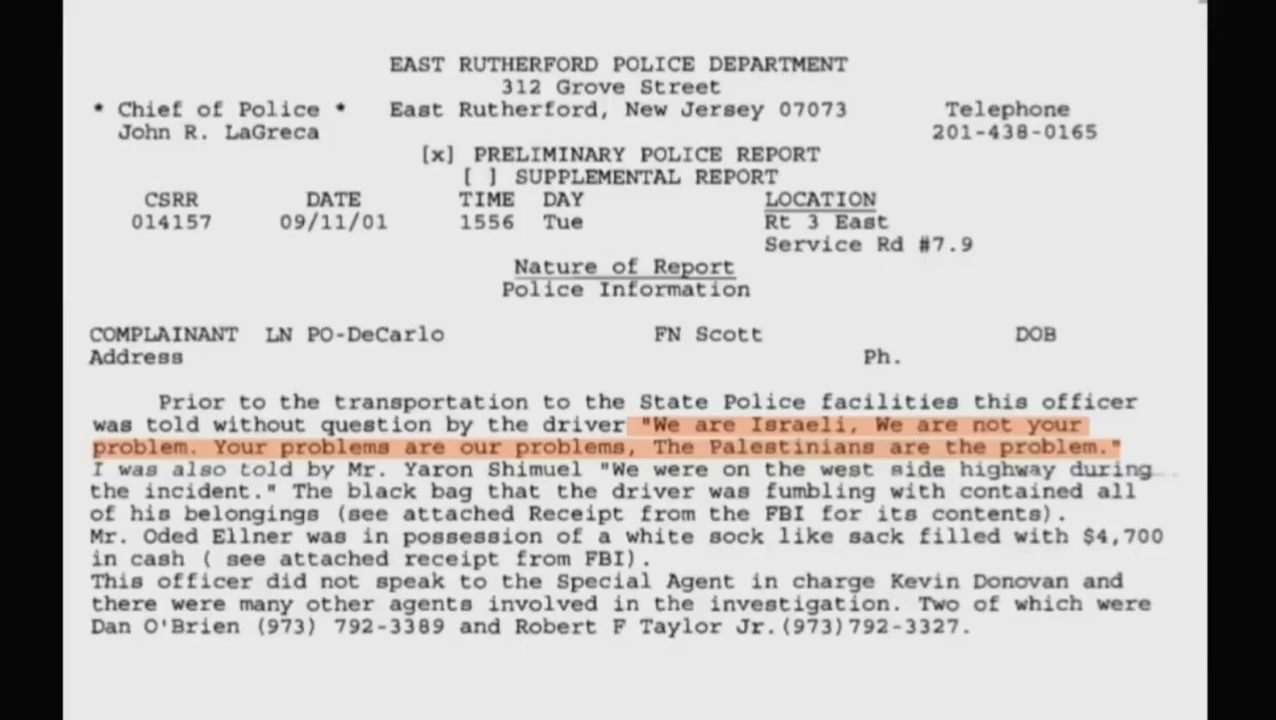 EAST RUTHERFORD POLICE DEPARTMENT
312 Grove Street
* Chief of Police * East Rutherford, New Jersey 07073 Telephone
John R. LaGreca 201-438-0165
[x] PRELIMINARY POLICE REPORT
[ ] SUPPLEMENTAL REPORT
CSRR DATE TIME DAY LOCATION
014157 09/11/01 1556 Tue Rt 3 East
Service Rd #7.9
Nature of Report
Police Information
COMPLAINANT LN PO-DeCarlo FN Scott DOB
Address Ph.
Prior to the transportation to the State Police facilities this officer
was told without question by the driver "We are Israeli, We are not your
problem. Your problems are our problems, The Palestinians are the problem."
I was also told by Mr. Yaron Shimuel "We were on the west side highway during
the incident." The black bag that the driver was fumbling with contained all
of his belongings (see attached Receipt from the FBI for its contents).
Mr. Oded Ellner was in possession of a white sock like sack filled with $4,700
in cash ( see attached receipt from FBI).
This officer did not speak to the Special Agent in charge Kevin Donovan and
there were many other agents involved in the investigation. Two of which were
Dan O'Brien (973) 792-3389 and Robert F Taylor Jr.(973)792-3327.